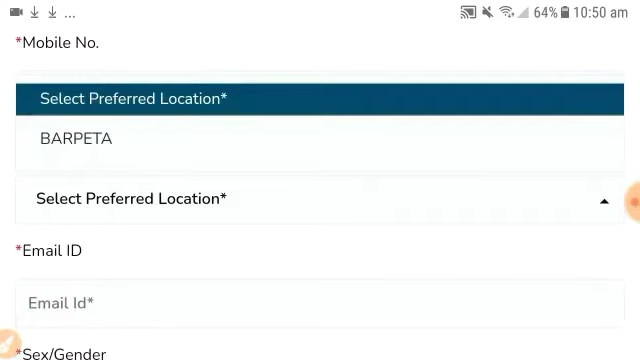 ... 64% 10:50 am
*Mobile No.
Select Preferred Location*
BARPETA
Select Preferred Location*
*Email ID
Email Id*
*Sex/Gender